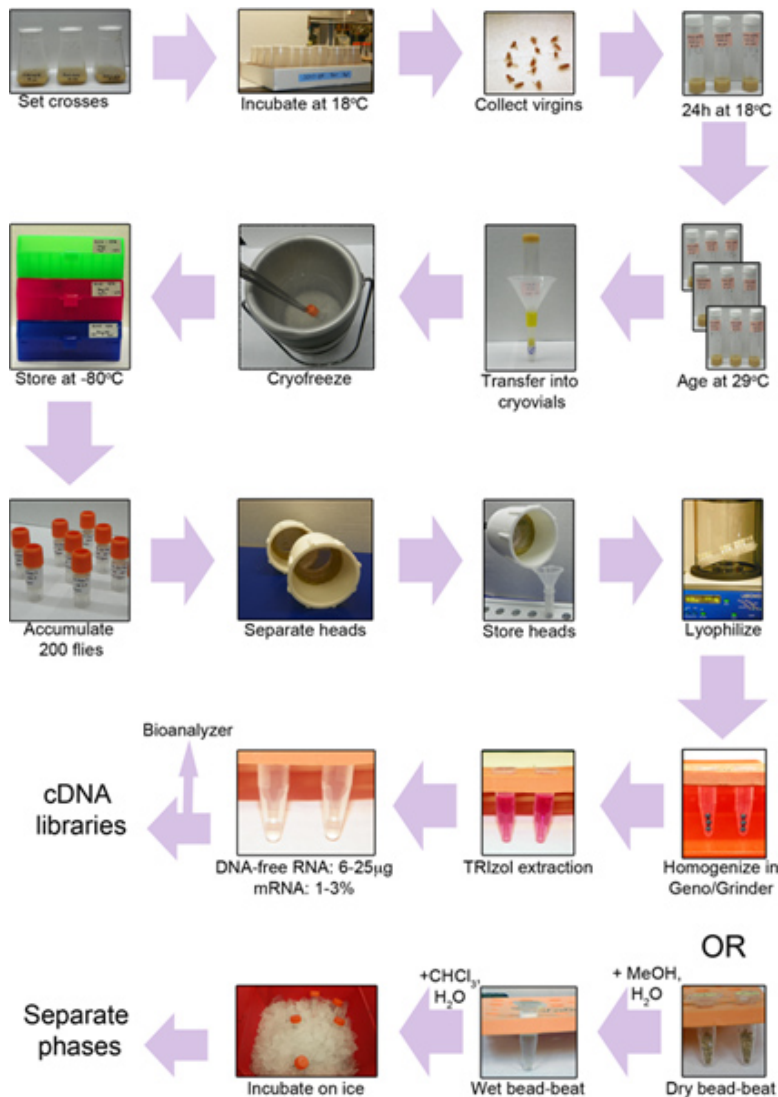 Set crosses
Incubate at 18°C
Collect virgins
24h at 18°C
Store at -80°C
Cryofreeze
Transfer into
cryovials
Age at 29°C
Accumulate
200 flies
Separate heads
Store heads
Lyophilize
Bioanalyzer
cDNA
libraries
DNA-free RNA: 6-25μg
mRNA: 1-3%
TRIzol extraction
Homogenize in
Geno/Grinder
OR
Separate
phases
+CHCl₃,
H₂O
+ MeOH,
H₂O
Incubate on ice
Wet bead-beat
Dry bead-beat